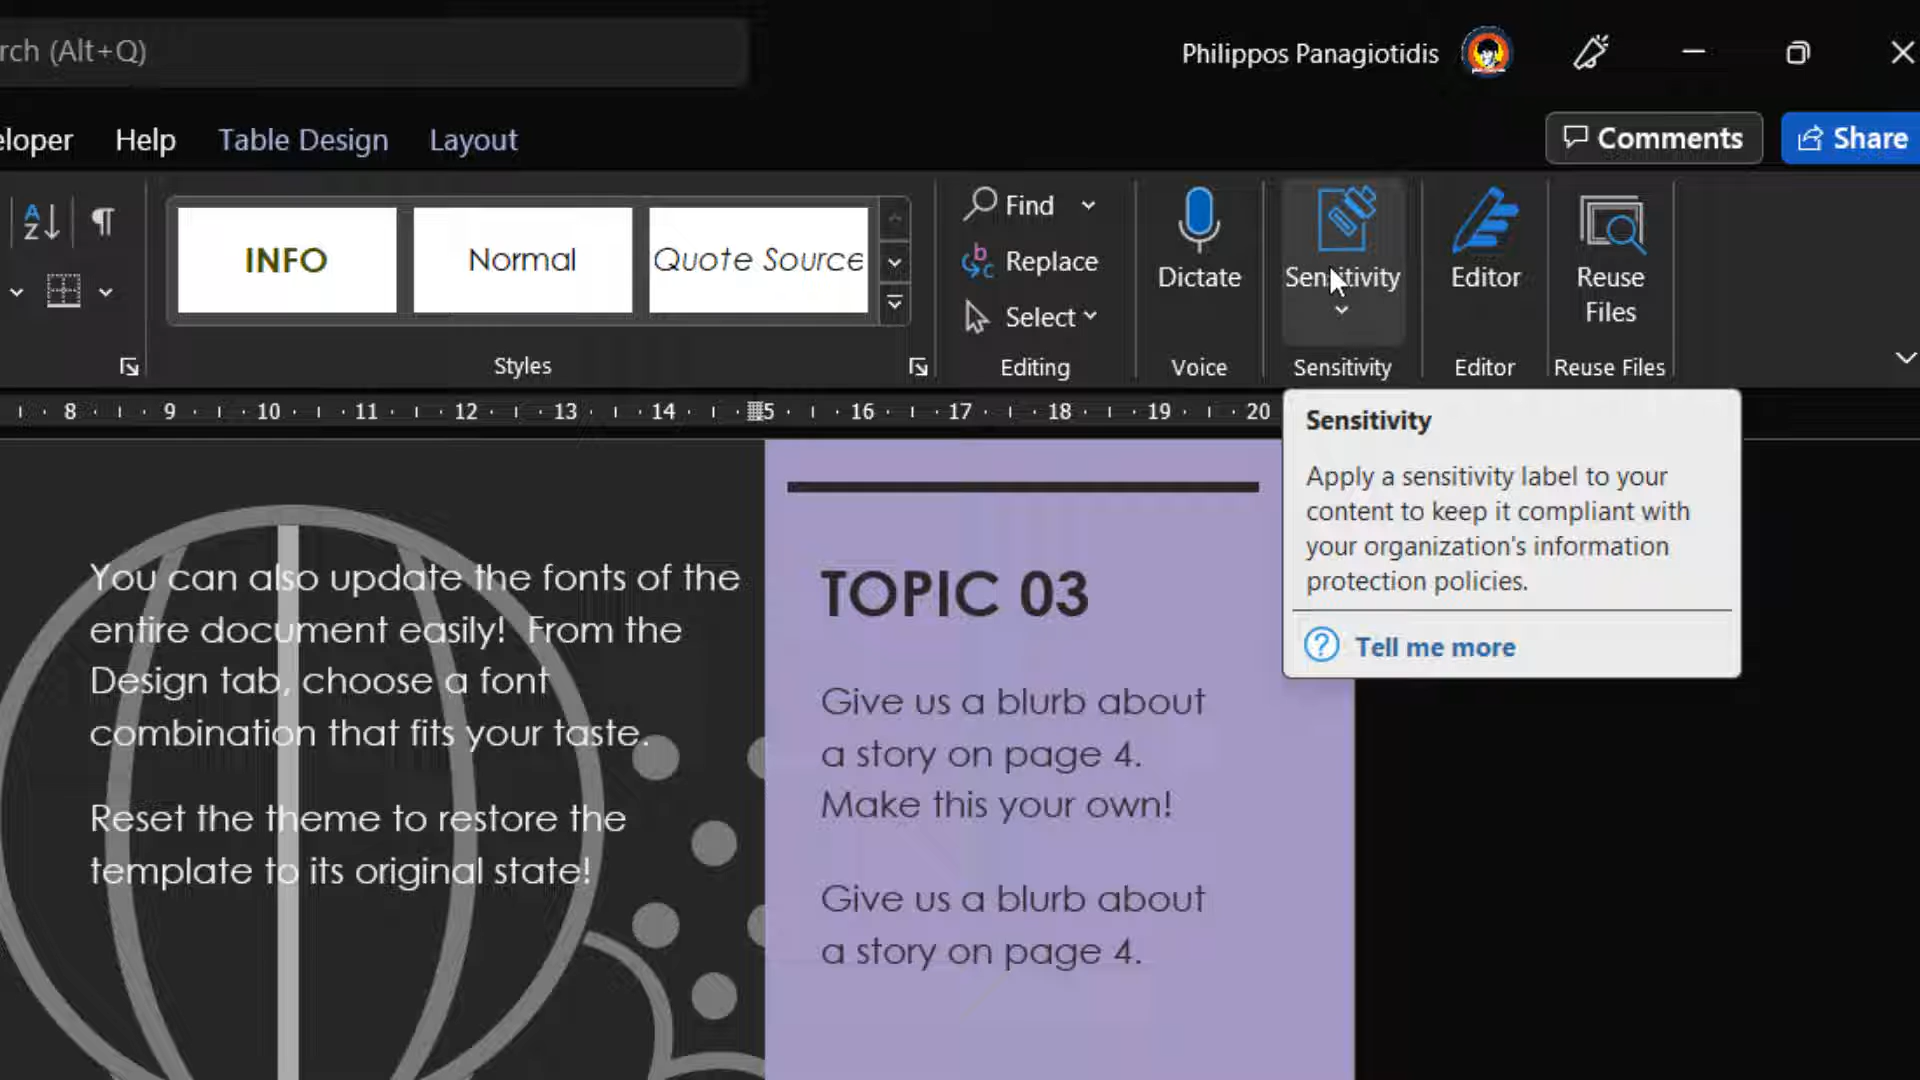 rch (Alt+Q)
Philippos Panagiotidis
eloper Help Table Design Layout
Comments
Share
INFO
Normal
Quote Source
Find
Replace
Select
Dictate
Sensitivity
Editor
Reuse
Files
Styles
Editing
Voice
Sensitivity
Editor
Reuse Files
8 9 10 11 12 13 14 15 16 17 18 19 20
Sensitivity
Apply a sensitivity label to your
content to keep it compliant with
your organization's information
protection policies.
Tell me more
You can also update the fonts of the
entire document easily! From the
Design tab, choose a font
combination that fits your taste.
Reset the theme to restore the
template to its original state!
TOPIC 03
Give us a blurb about
a story on page 4.
Make this your own!
Give us a blurb about
a story on page 4.